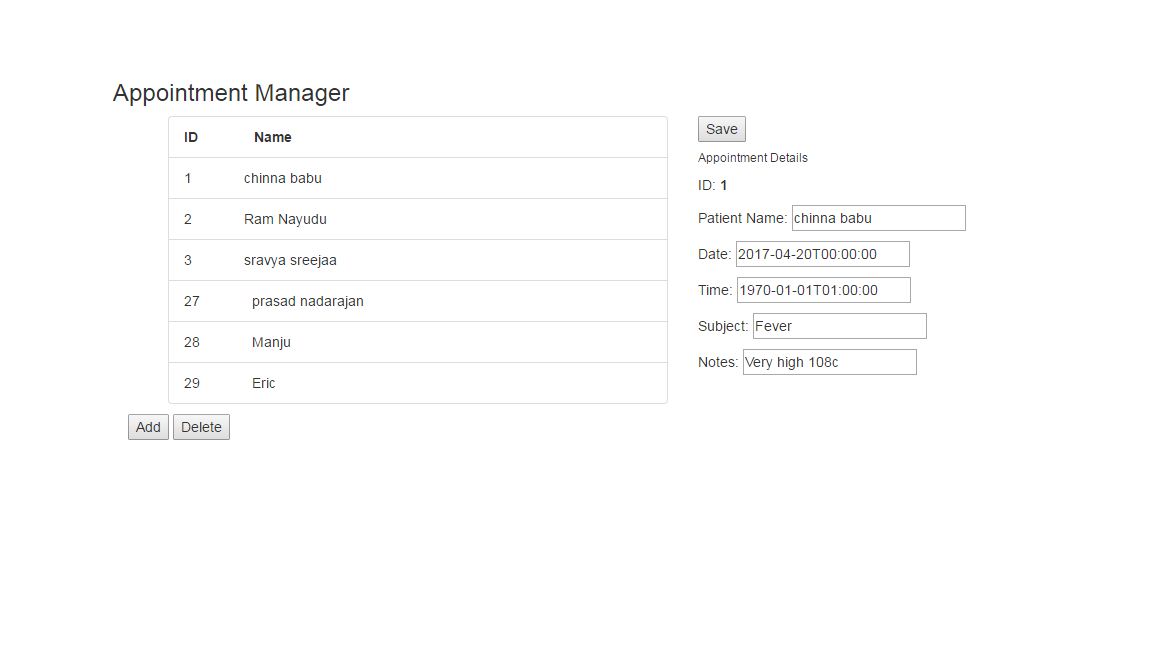 Appointment Manager
ID Name
1 chinna babu
2 Ram Nayudu
3 sravya sreejaa
27 prasad nadarajan
28 Manju
29 Eric
Add Delete
Save
Appointment Details
ID: 1
Patient Name: chinna babu
Date: 2017-04-20T00:00:00
Time: 1970-01-01T01:00:00
Subject: Fever
Notes: Very high 108c